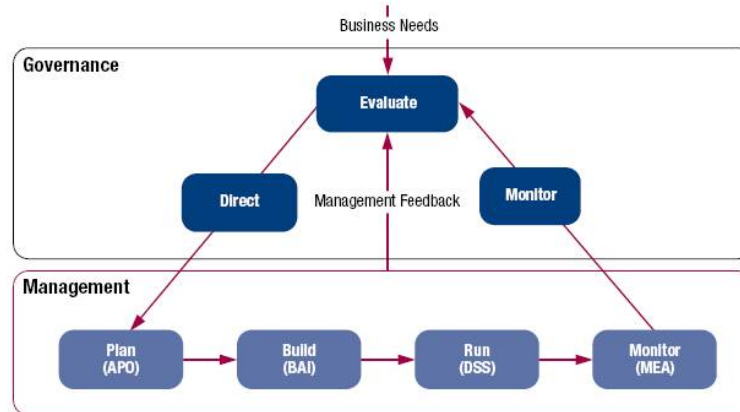 Business Needs
Governance
Evaluate
Direct
Management Feedback
Monitor
Management
Plan
(APO)
Build
(BAI)
Run
(DSS)
Monitor
(MEA)